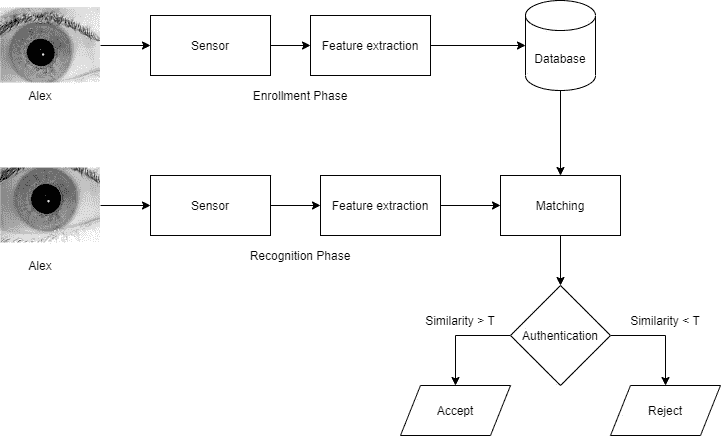 Sensor
Feature extraction
Database
Alex
Enrollment Phase
Sensor
Feature extraction
Matching
Alex
Recognition Phase
Similarity > T
Authentication
Similarity < T
Accept
Reject